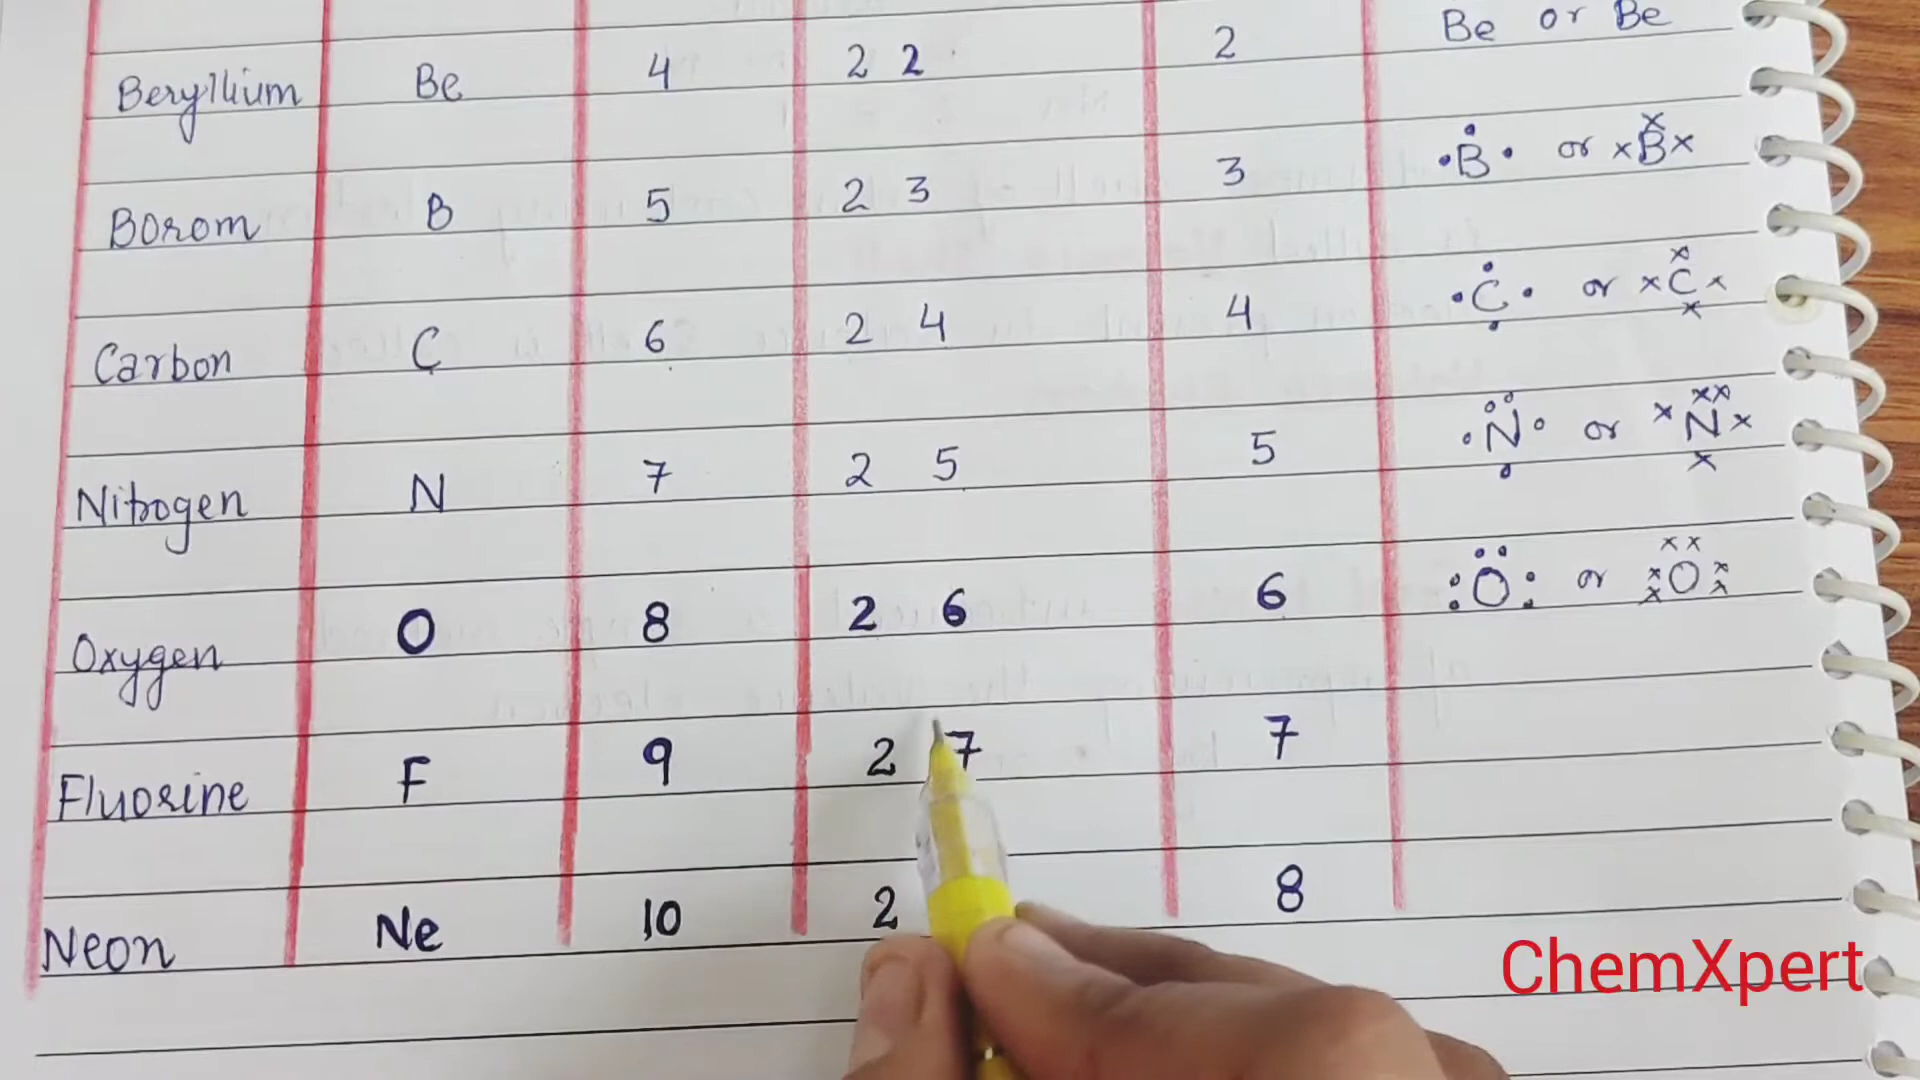 Beryllium Be 4 2 2 2 Be or Be
Borom B 5 2 3 3 B or B
Carbon C 6 2 4 4 C or C
Nitrogen N 7 2 5 5 N or N
Oxygen O 8 2 6 6 O or O
Fluorine F 9 2 7 7
Neon Ne 10 2 8
ChemXpert